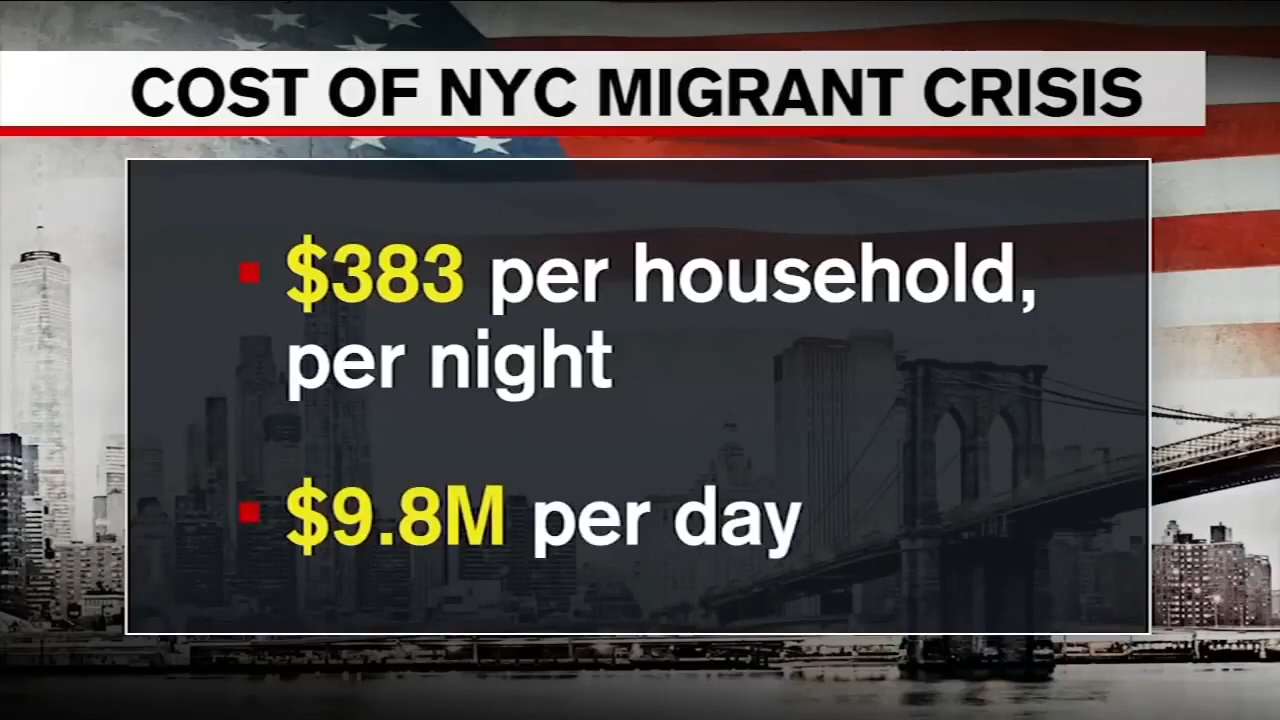 COST OF NYC MIGRANT CRISIS
$383 per household,
per night
$9.8M per day